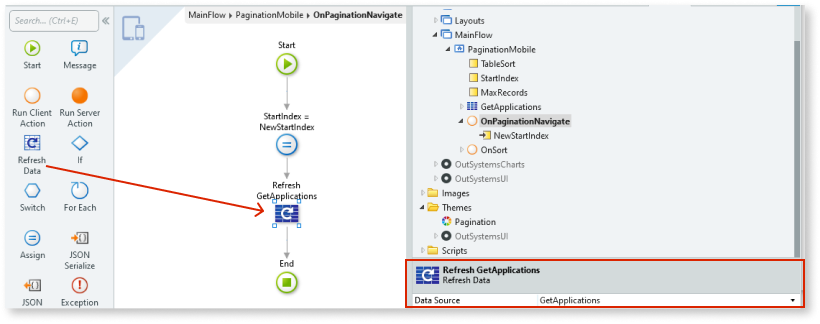 Search... (Ctrl+E)
Start
Message
Run Client
Action
Run Server
Action
Refresh
Data
If
Switch
For Each
Assign
JSON
Serialize
JSON
Exception
MainFlow ▸ PaginationMobile ▸ OnPaginationNavigate
Start
StartIndex =
NewStartIndex
Refresh
GetApplications
End
Layouts
MainFlow
PaginationMobile
TableSort
StartIndex
MaxRecords
GetApplications
OnPaginationNavigate
NewStartIndex
OnSort
OutSystemsCharts
OutSystemsUI
Images
Themes
Pagination
OutSystemsUI
Scripts
Refresh GetApplications
Refresh Data
Data Source GetApplications